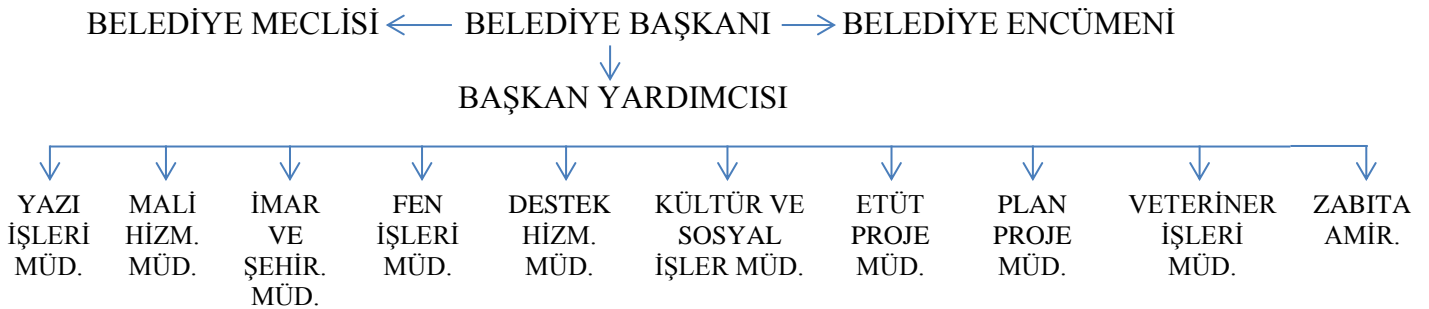 BELEDİYE MECLİSİ BELEDİYE BAŞKANI BELEDİYE ENCÜMENİ
BAŞKAN YARDIMCISI
YAZI
İŞLERİ
MÜD.
MALİ
HİZM.
MÜD.
İMAR
VE
ŞEHİR.
MÜD.
FEN
İŞLERİ
MÜD.
DESTEK
HİZM.
MÜD.
KÜLTÜR VE
SOSYAL
İŞLER MÜD.
ETÜT
PROJE
MÜD.
PLAN
PROJE
MÜD.
VETERİNER
İŞLERİ
MÜD.
ZABITA
AMİR.